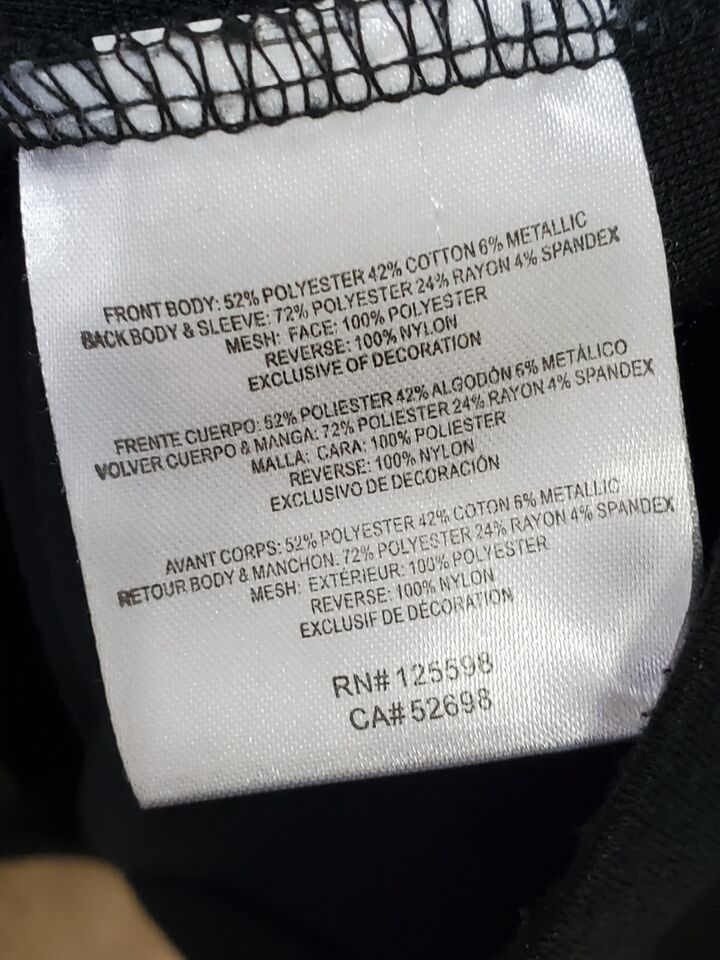 FRONT BODY: 52% POLYESTER 42% COTTON 6% METALLIC
BACK BODY & SLEEVE: 72% POLYESTER 24% RAYON 4% SPANDEX
MESH: FACE: 100% POLYESTER
REVERSE: 100% NYLON
EXCLUSIVE OF DECORATION
FRENTE CUERPO: 52% POLIESTER 42% ALGODÓN 6% METÁLICO
VOLVER CUERPO & MANGA: 72% POLIESTER 24% RAYON 4% SPANDEX
MALLA: CARA: 100% POLIESTER
REVERSE: 100% NYLON
EXCLUSIVO DE DECORACIÓN
AVANT CORPS: 52% POLYESTER 42% COTON 6% METALLIC
RETOUR BODY & MANCHON: 72% POLYESTER 24% RAYON 4% SPANDEX
MESH: EXTÉRIEUR: 100% POLYESTER
REVERSE: 100% NYLON
EXCLUSIF DE DÉCORATION
RN# 125598
CA# 52698